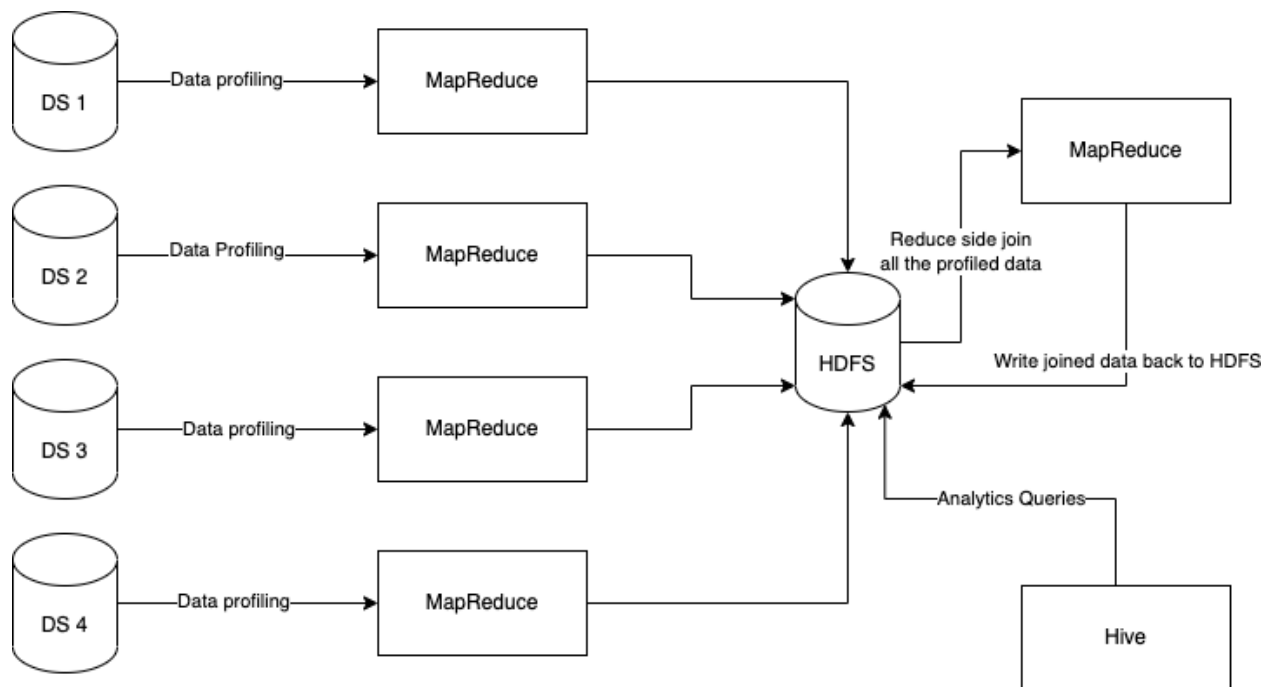 DS 1
Data profiling
MapReduce
MapReduce
DS 2
Data Profiling
MapReduce
Reduce side join
all the profiled data
HDFS
Write joined data back to HDFS
DS 3
Data profiling
MapReduce
Analytics Queries
DS 4
Data profiling
MapReduce
Hive